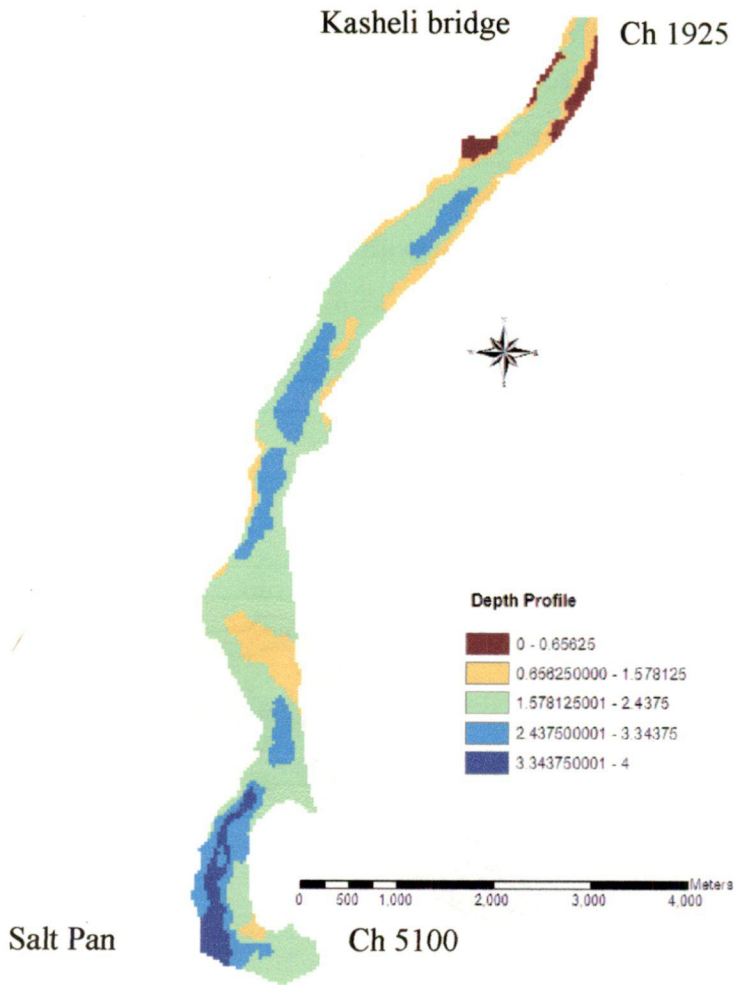 Kasheli bridge
Ch 1925
Depth Profile
0 - 0.65625
0.656250000 - 1.578125
1.578125001 - 2.4375
2.437500001 - 3.34375
3.343750001 - 4
Meters
0 500 1,000 2,000 3,000 4,000
Salt Pan
Ch 5100